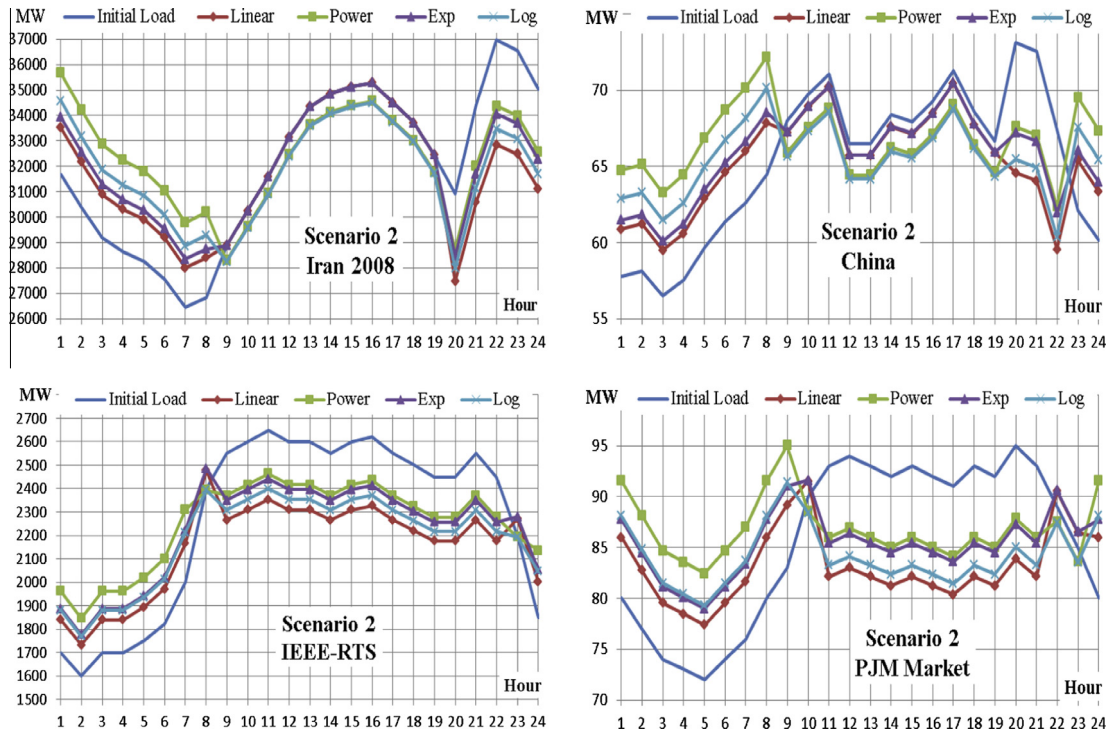 MW Initial Load Linear Power Exp Log
37000
36000
35000
34000
33000
32000
31000
30000
29000
28000
27000
26000
Scenario 2
Iran 2008
Hour
1 2 3 4 5 6 7 8 9 10 11 12 13 14 15 16 17 18 19 20 21 22 23 24
MW Initial Load Linear Power Exp Log
70
65
60
55
Scenario 2
China
Hour
1 2 3 4 5 6 7 8 9 10 11 12 13 14 15 16 17 18 19 20 21 22 23 24
MW Initial Load Linear Power Exp Log
2700
2600
2500
2400
2300
2200
2100
2000
1900
1800
1700
1600
1500
Scenario 2
IEEE-RTS
Hour
1 2 3 4 5 6 7 8 9 10 11 12 13 14 15 16 17 18 19 20 21 22 23 24
MW Initial Load Linear Power Exp Log
95
90
85
80
75
70
Scenario 2
PJM Market
Hour
1 2 3 4 5 6 7 8 9 10 11 12 13 14 15 16 17 18 19 20 21 22 23 24